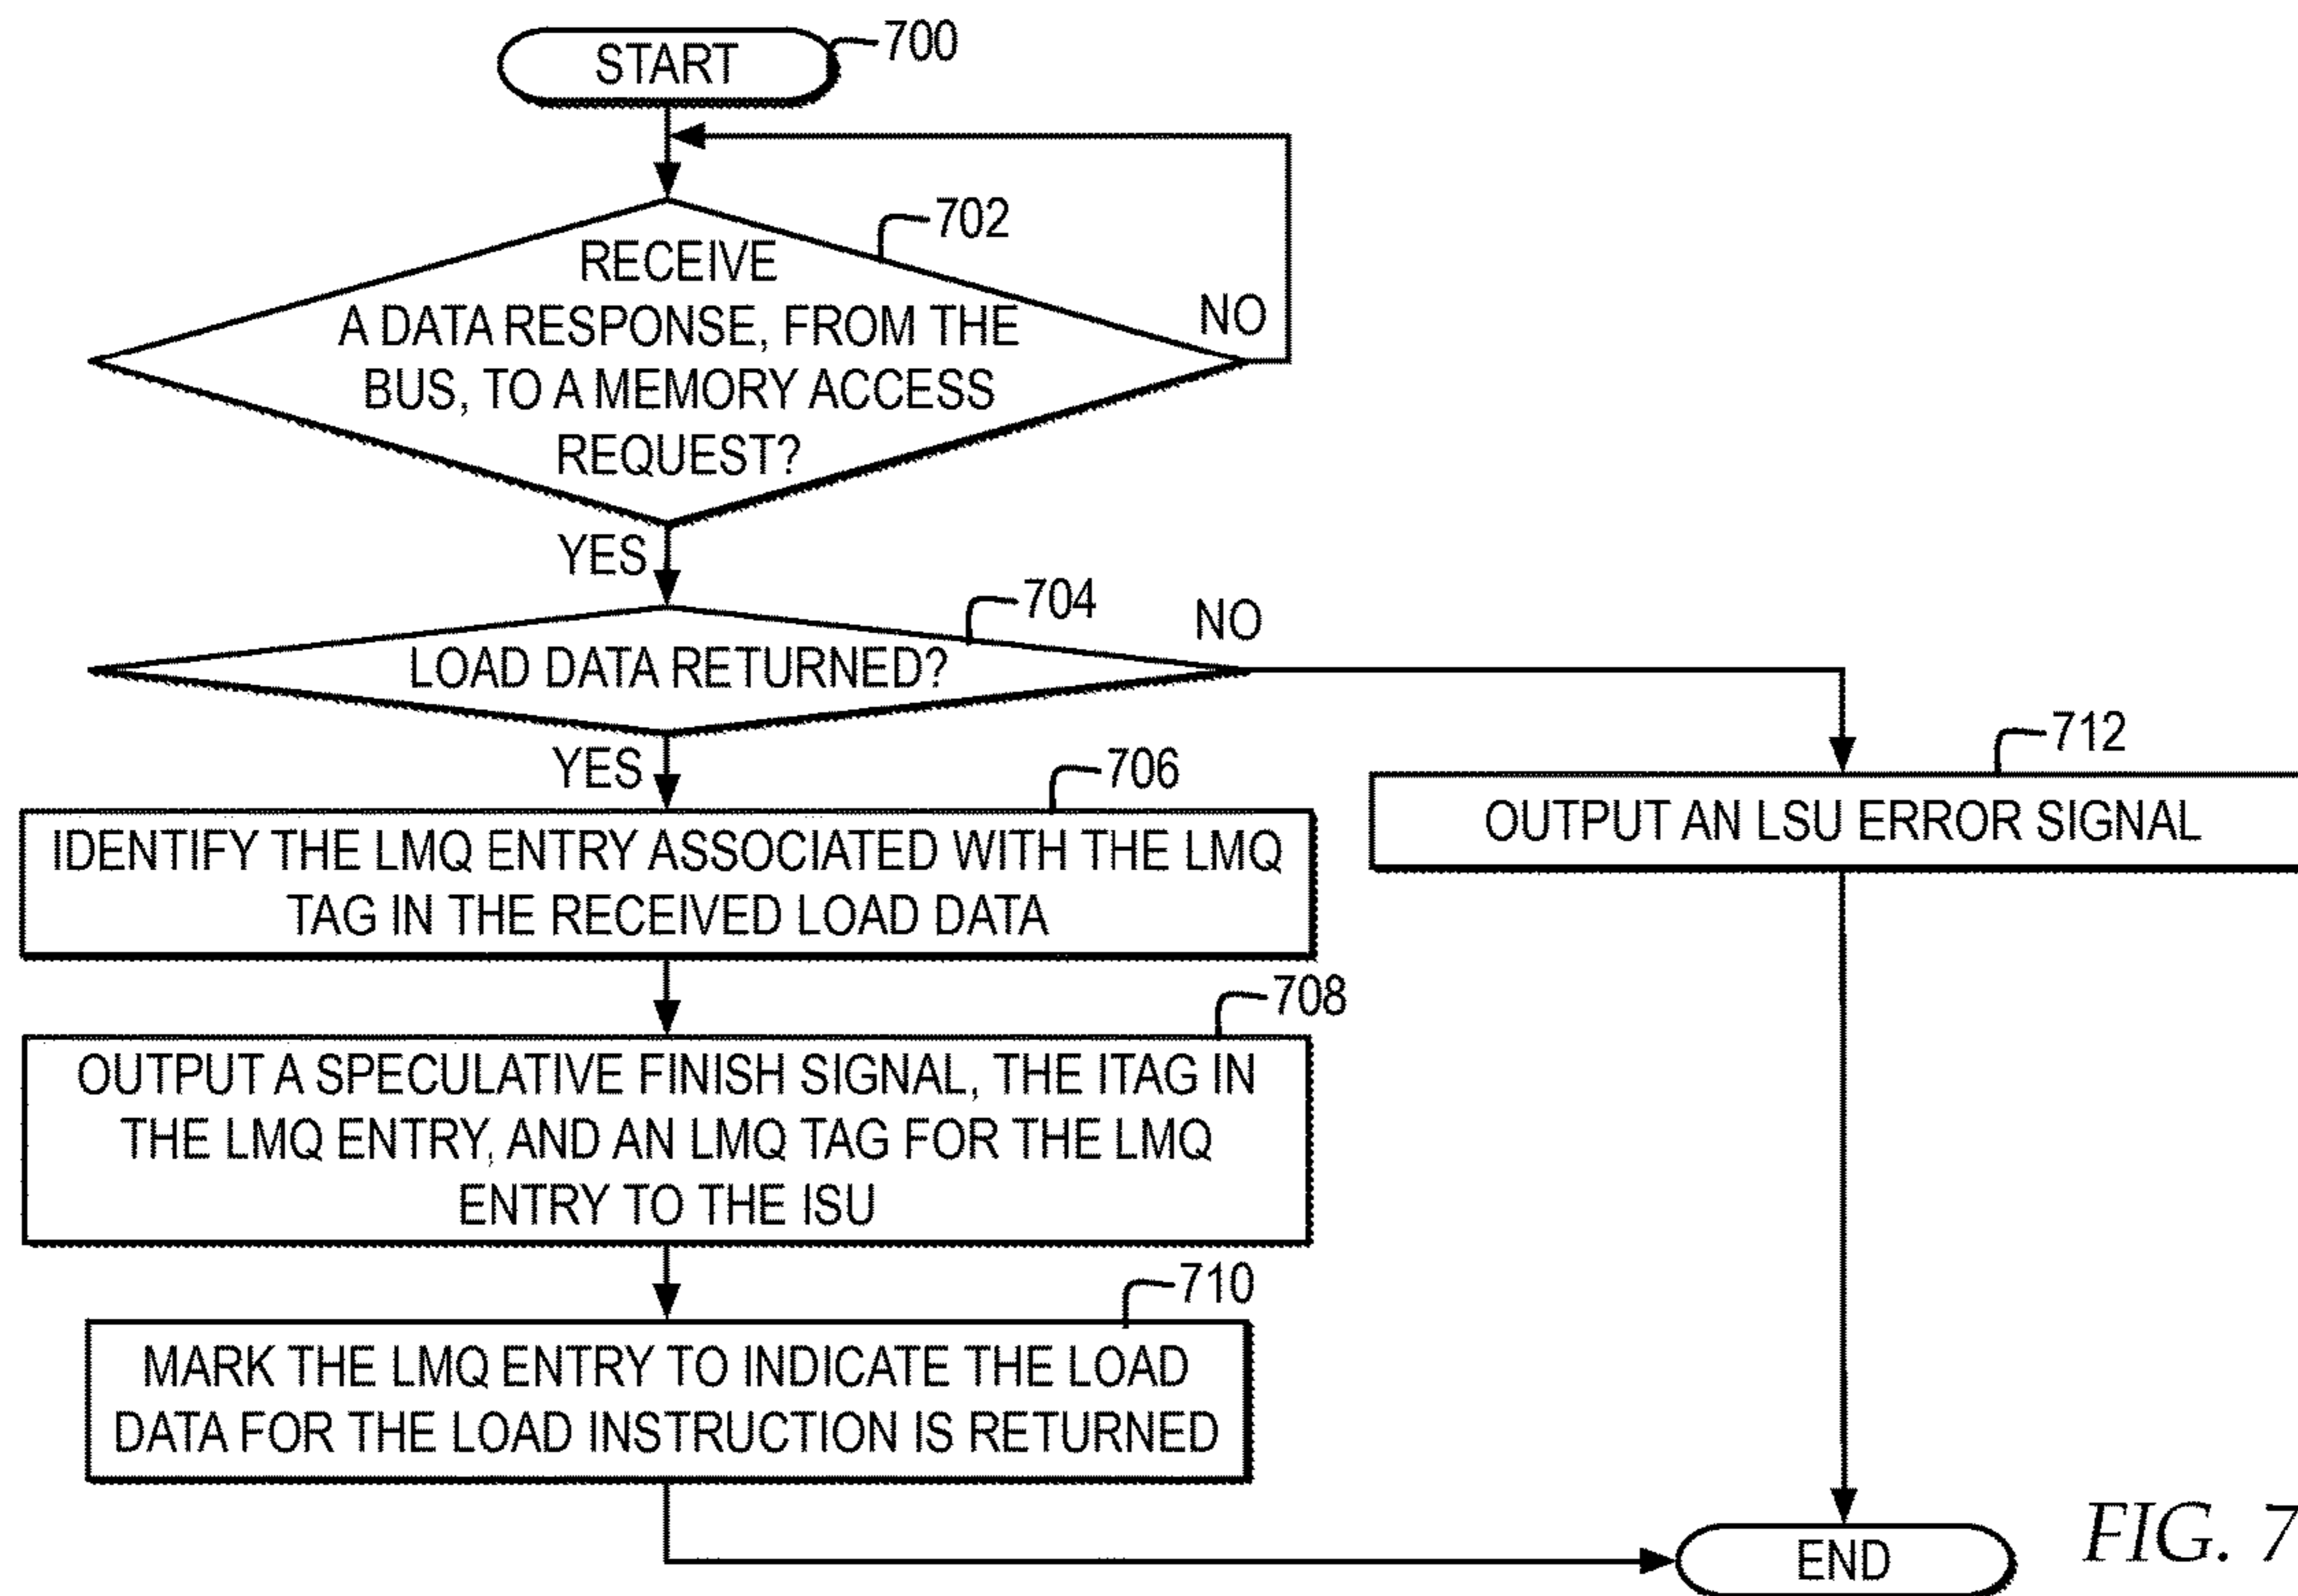 START
700
702
RECEIVE
A DATA RESPONSE, FROM THE
BUS, TO A MEMORY ACCESS
REQUEST?
NO
YES
704
LOAD DATA RETURNED?
NO
YES
706
IDENTIFY THE LMQ ENTRY ASSOCIATED WITH THE LMQ
TAG IN THE RECEIVED LOAD DATA
712
OUTPUT AN LSU ERROR SIGNAL
708
OUTPUT A SPECULATIVE FINISH SIGNAL, THE ITAG IN
THE LMQ ENTRY, AND AN LMQ TAG FOR THE LMQ
ENTRY TO THE ISU
710
MARK THE LMQ ENTRY TO INDICATE THE LOAD
DATA FOR THE LOAD INSTRUCTION IS RETURNED
END
FIG. 7